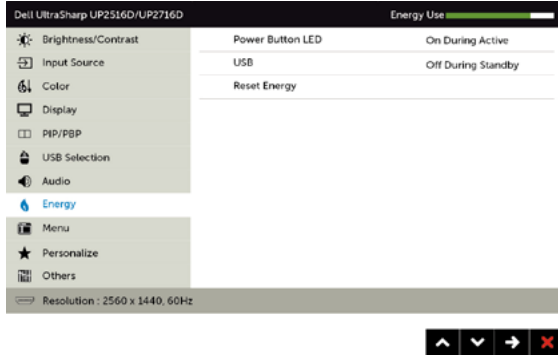 Dell UltraSharp UP2516D/UP2716D
Energy Use
Brightness/Contrast
Power Button LED
On During Active
Input Source
USB
Off During Standby
Color
Reset Energy
Display
PIP/PBP
USB Selection
Audio
Energy
Menu
Personalize
Others
Resolution : 2560 x 1440, 60Hz